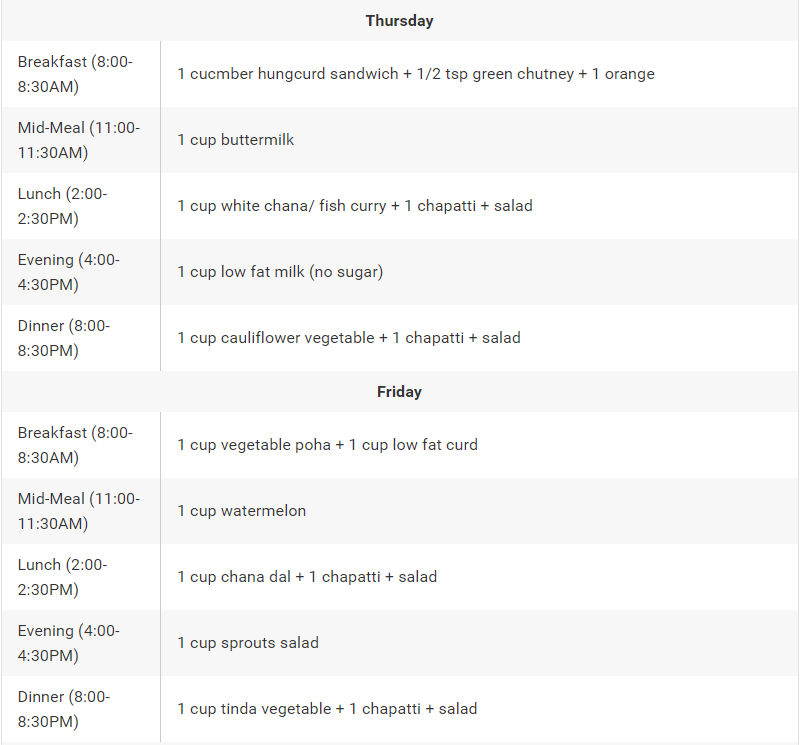 Thursday
Breakfast (8:00-
8:30AM)
1 cucmber hungcurd sandwich + 1/2 tsp green chutney + 1 orange
Mid-Meal (11:00-
11:30AM)
1 cup buttermilk
Lunch (2:00-
2:30PM)
1 cup white chana/ fish curry + 1 chapatti + salad
Evening (4:00-
4:30PM)
1 cup low fat milk (no sugar)
Dinner (8:00-
8:30PM)
1 cup cauliflower vegetable + 1 chapatti + salad
Friday
Breakfast (8:00-
8:30AM)
1 cup vegetable poha + 1 cup low fat curd
Mid-Meal (11:00-
11:30AM)
1 cup watermelon
Lunch (2:00-
2:30PM)
1 cup chana dal + 1 chapatti + salad
Evening (4:00-
4:30PM)
1 cup sprouts salad
Dinner (8:00-
8:30PM)
1 cup tinda vegetable + 1 chapatti + salad